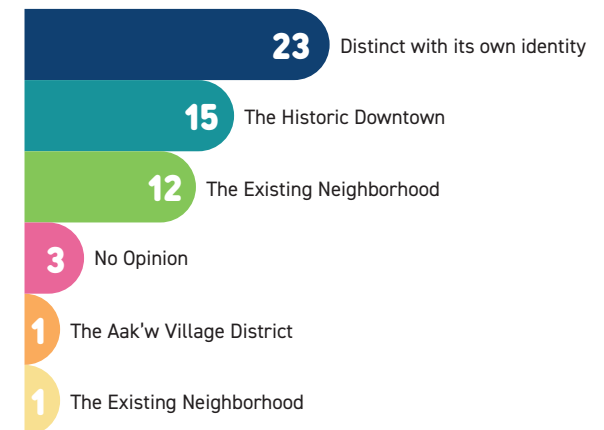 23 Distinct with its own identity
15 The Historic Downtown
12 The Existing Neighborhood
3 No Opinion
1 The Aak'w Village District
1 The Existing Neighborhood